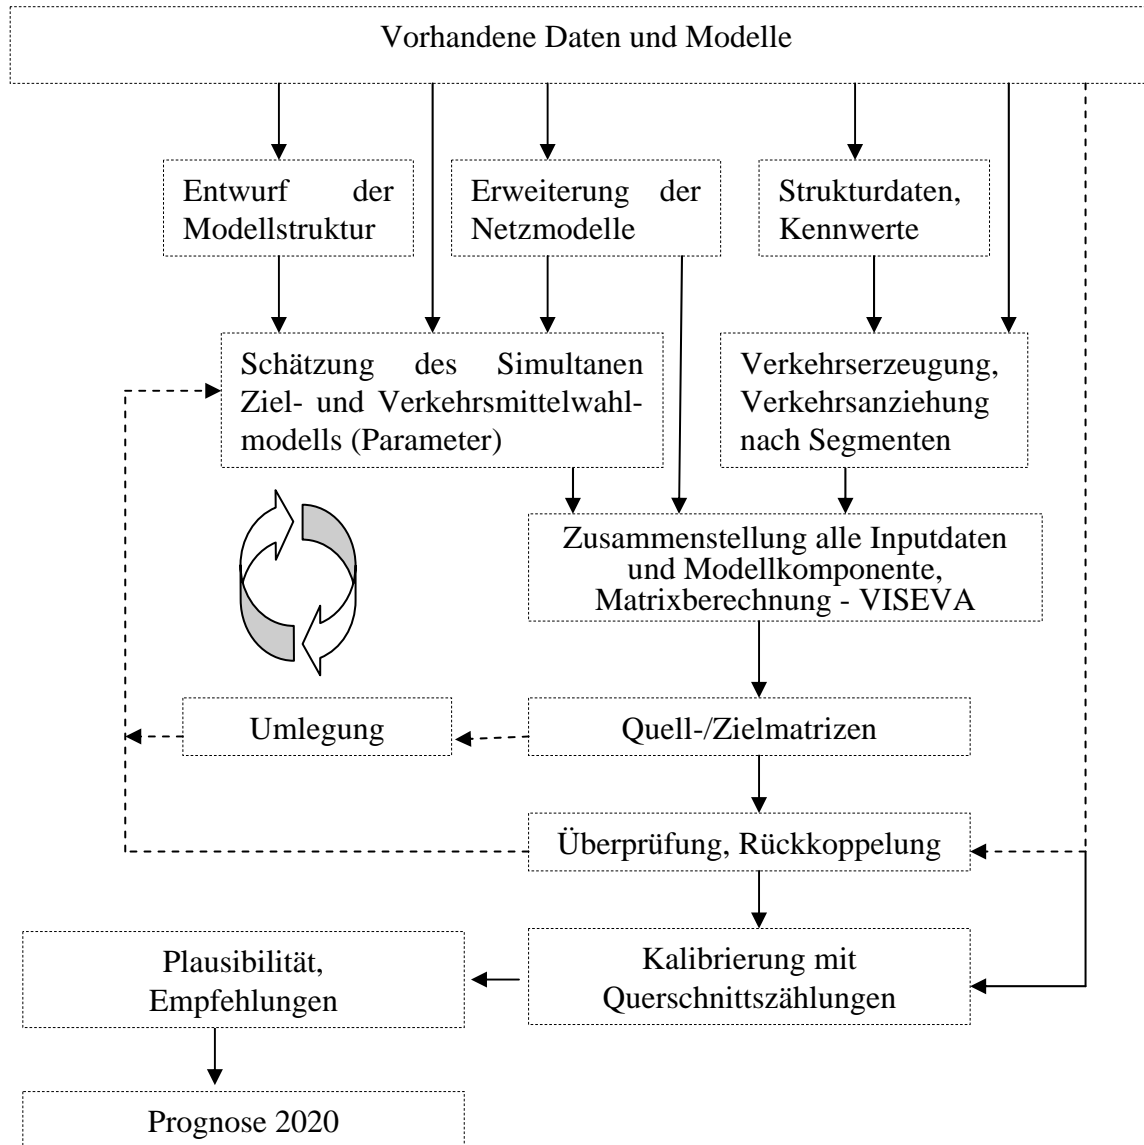 Vorhandene Daten und Modelle
Entwurf der
Modellstruktur
Erweiterung der
Netzmodelle
Strukturdaten,
Kennwerte
Schätzung des Simultanen
Ziel- und Verkehrsmittelwahl-
modells (Parameter)
Verkehrserzeugung,
Verkehrsanziehung
nach Segmenten
Zusammenstellung alle Inputdaten
und Modellkomponente,
Matrixberechnung - VISEVA
Umlegung
Quell-/Zielmatrizen
Überprüfung, Rückkoppelung
Plausibilität,
Empfehlungen
Kalibrierung mit
Querschnittszählungen
Prognose 2020